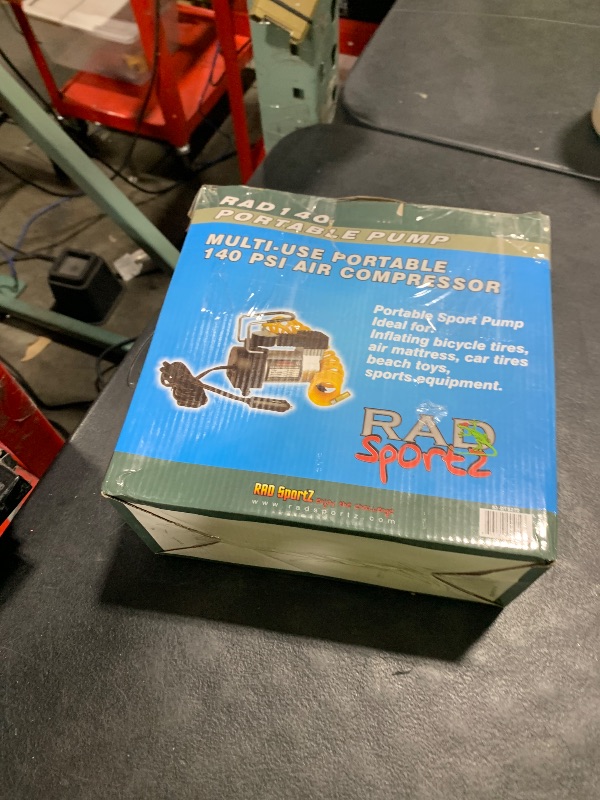 RAD 140
PORTABLE PUMP
MULTI-USE PORTABLE
140 PSI AIR COMPRESSOR
Portable Sport Pump
Ideal for:
Inflating bicycle tires,
air mattress, car tires
beach toys,
sports equipment.
RAD
Sportz
RAD Sportz
www.radsportz.com